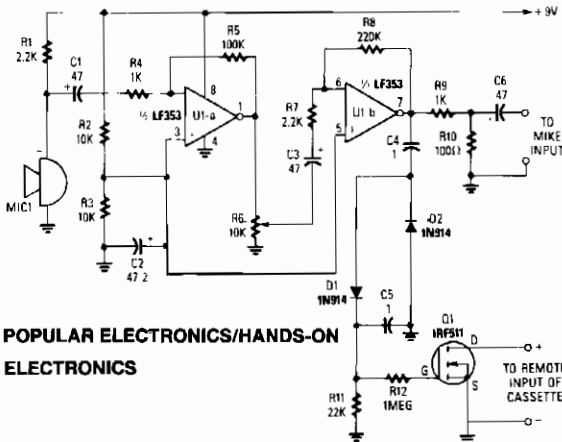 +9V
R1
2.2K
C1
47
+
R4
1K
R5
100K
8
½ LF353
U1-a
1
3
4
R2
10K
R3
10K
MIC1
C2
47.2
+
R6
10K
R7
2.2K
C3
47
+
R8
220K
6
½ LF353
U1 b
7
5
R9
1K
C6
47
+
C4
1
R10
100Ω
TO
MIKE
INPUT
D2
1N914
D1
1N914
C5
1
Q1
IRF511
D
G
S
+
TO REMOTE
INPUT OF
CASSETTE
−
R11
22K
R12
1MEG
POPULAR ELECTRONICS/HANDS-ON
ELECTRONICS